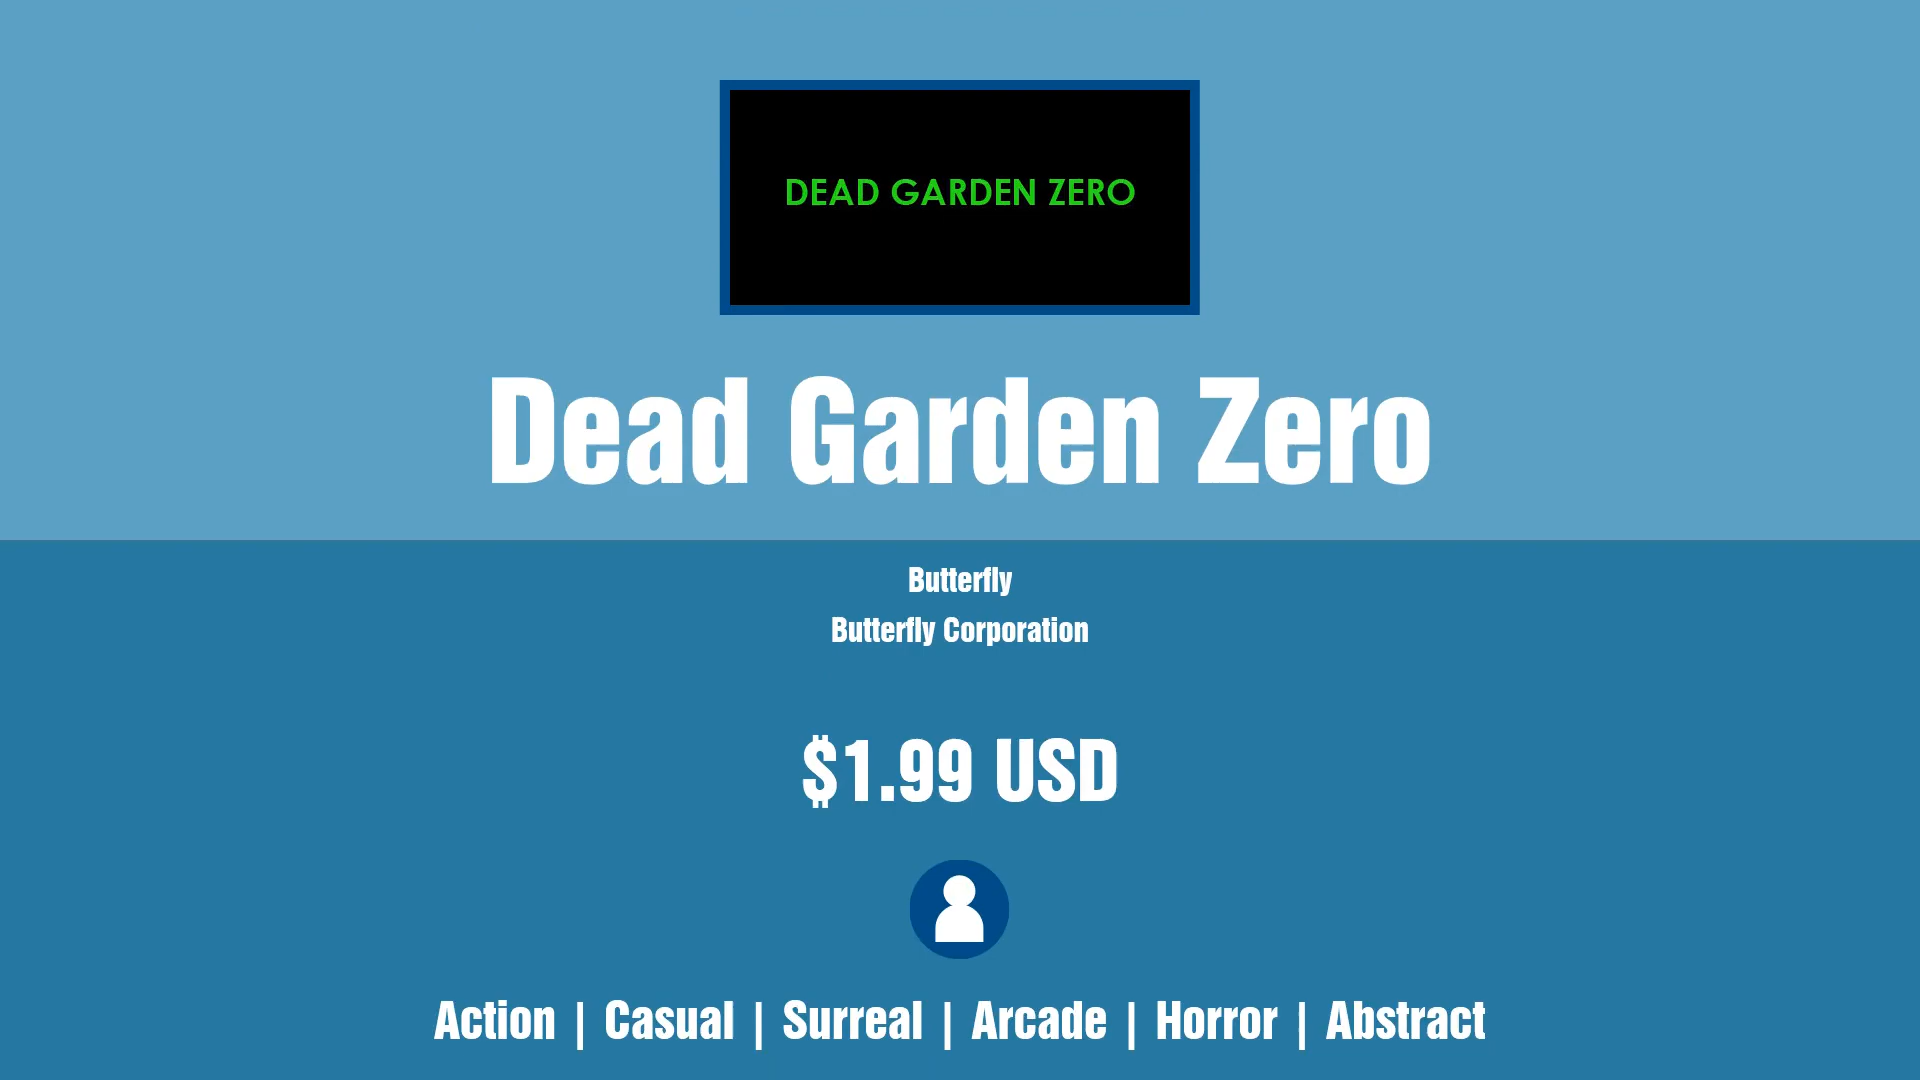 DEAD GARDEN ZERO
Dead Garden Zero
Butterfly
Butterfly Corporation
$1.99 USD
Action | Casual | Surreal | Arcade | Horror | Abstract